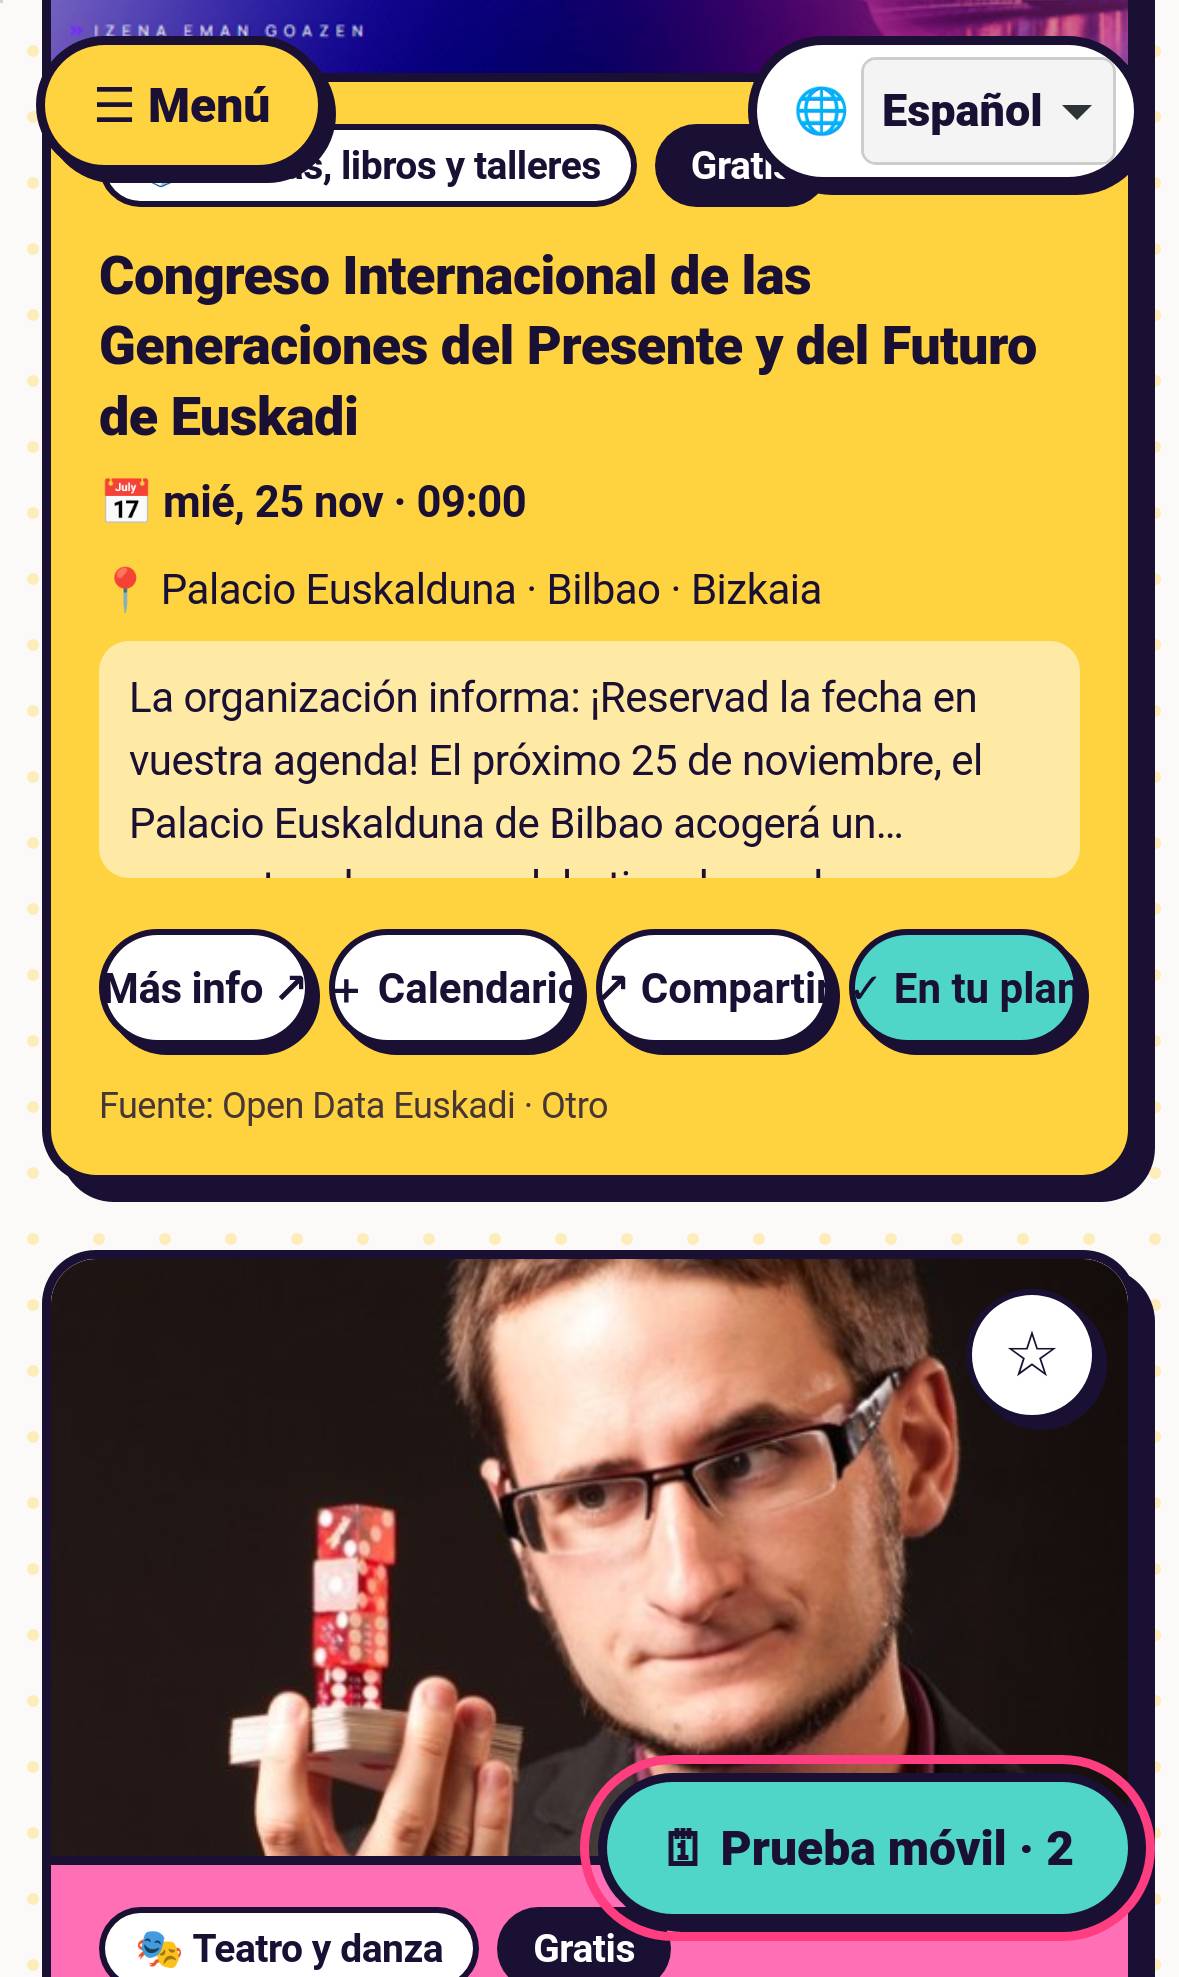 IZENA EMAN GOAZEN
☰ Menú
Español
s, libros y talleres
Gratis
Congreso Internacional de las
Generaciones del Presente y del Futuro
de Euskadi
mié, 25 nov · 09:00
Palacio Euskalduna · Bilbao · Bizkaia
La organización informa: ¡Reservad la fecha en
vuestra agenda! El próximo 25 de noviembre, el
Palacio Euskalduna de Bilbao acogerá un…
Más info ↗
+ Calendario
↗ Compartir
✓ En tu plan
Fuente: Open Data Euskadi · Otro
Prueba móvil · 2
Teatro y danza
Gratis